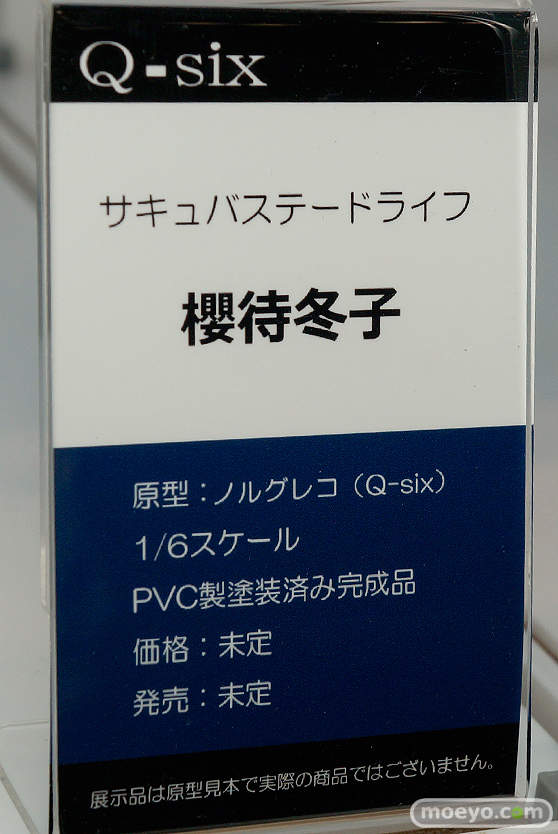 Q-six
サキュバステードライフ
櫻待冬子
原型：ノルグレコ（Q-six）
1/6スケール
PVC製塗装済み完成品
価格：未定
発売：未定
展示品は原型見本で実際の商品ではございません。
moeyo.com